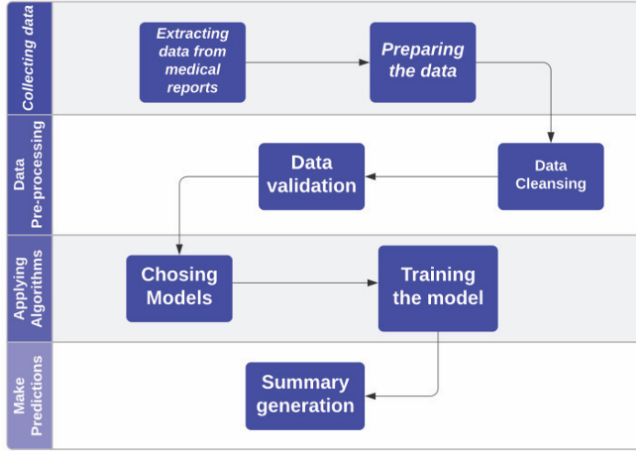 Collecting data
Extracting
data from
medical
reports
Preparing
the data
Data
Pre-processing
Data
validation
Data
Cleansing
Applying
Algorithms
Chosing
Models
Training
the model
Make
Predictions
Summary
generation